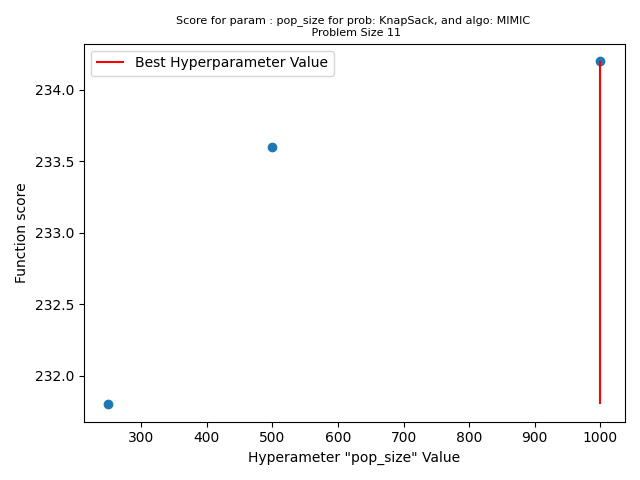 Score for param : pop_size for prob: KnapSack, and algo: MIMIC
Problem Size 11
Best Hyperparameter Value
234.0
233.5
233.0
232.5
232.0
Function score
300 400 500 600 700 800 900 1000
Hyperameter "pop_size" Value